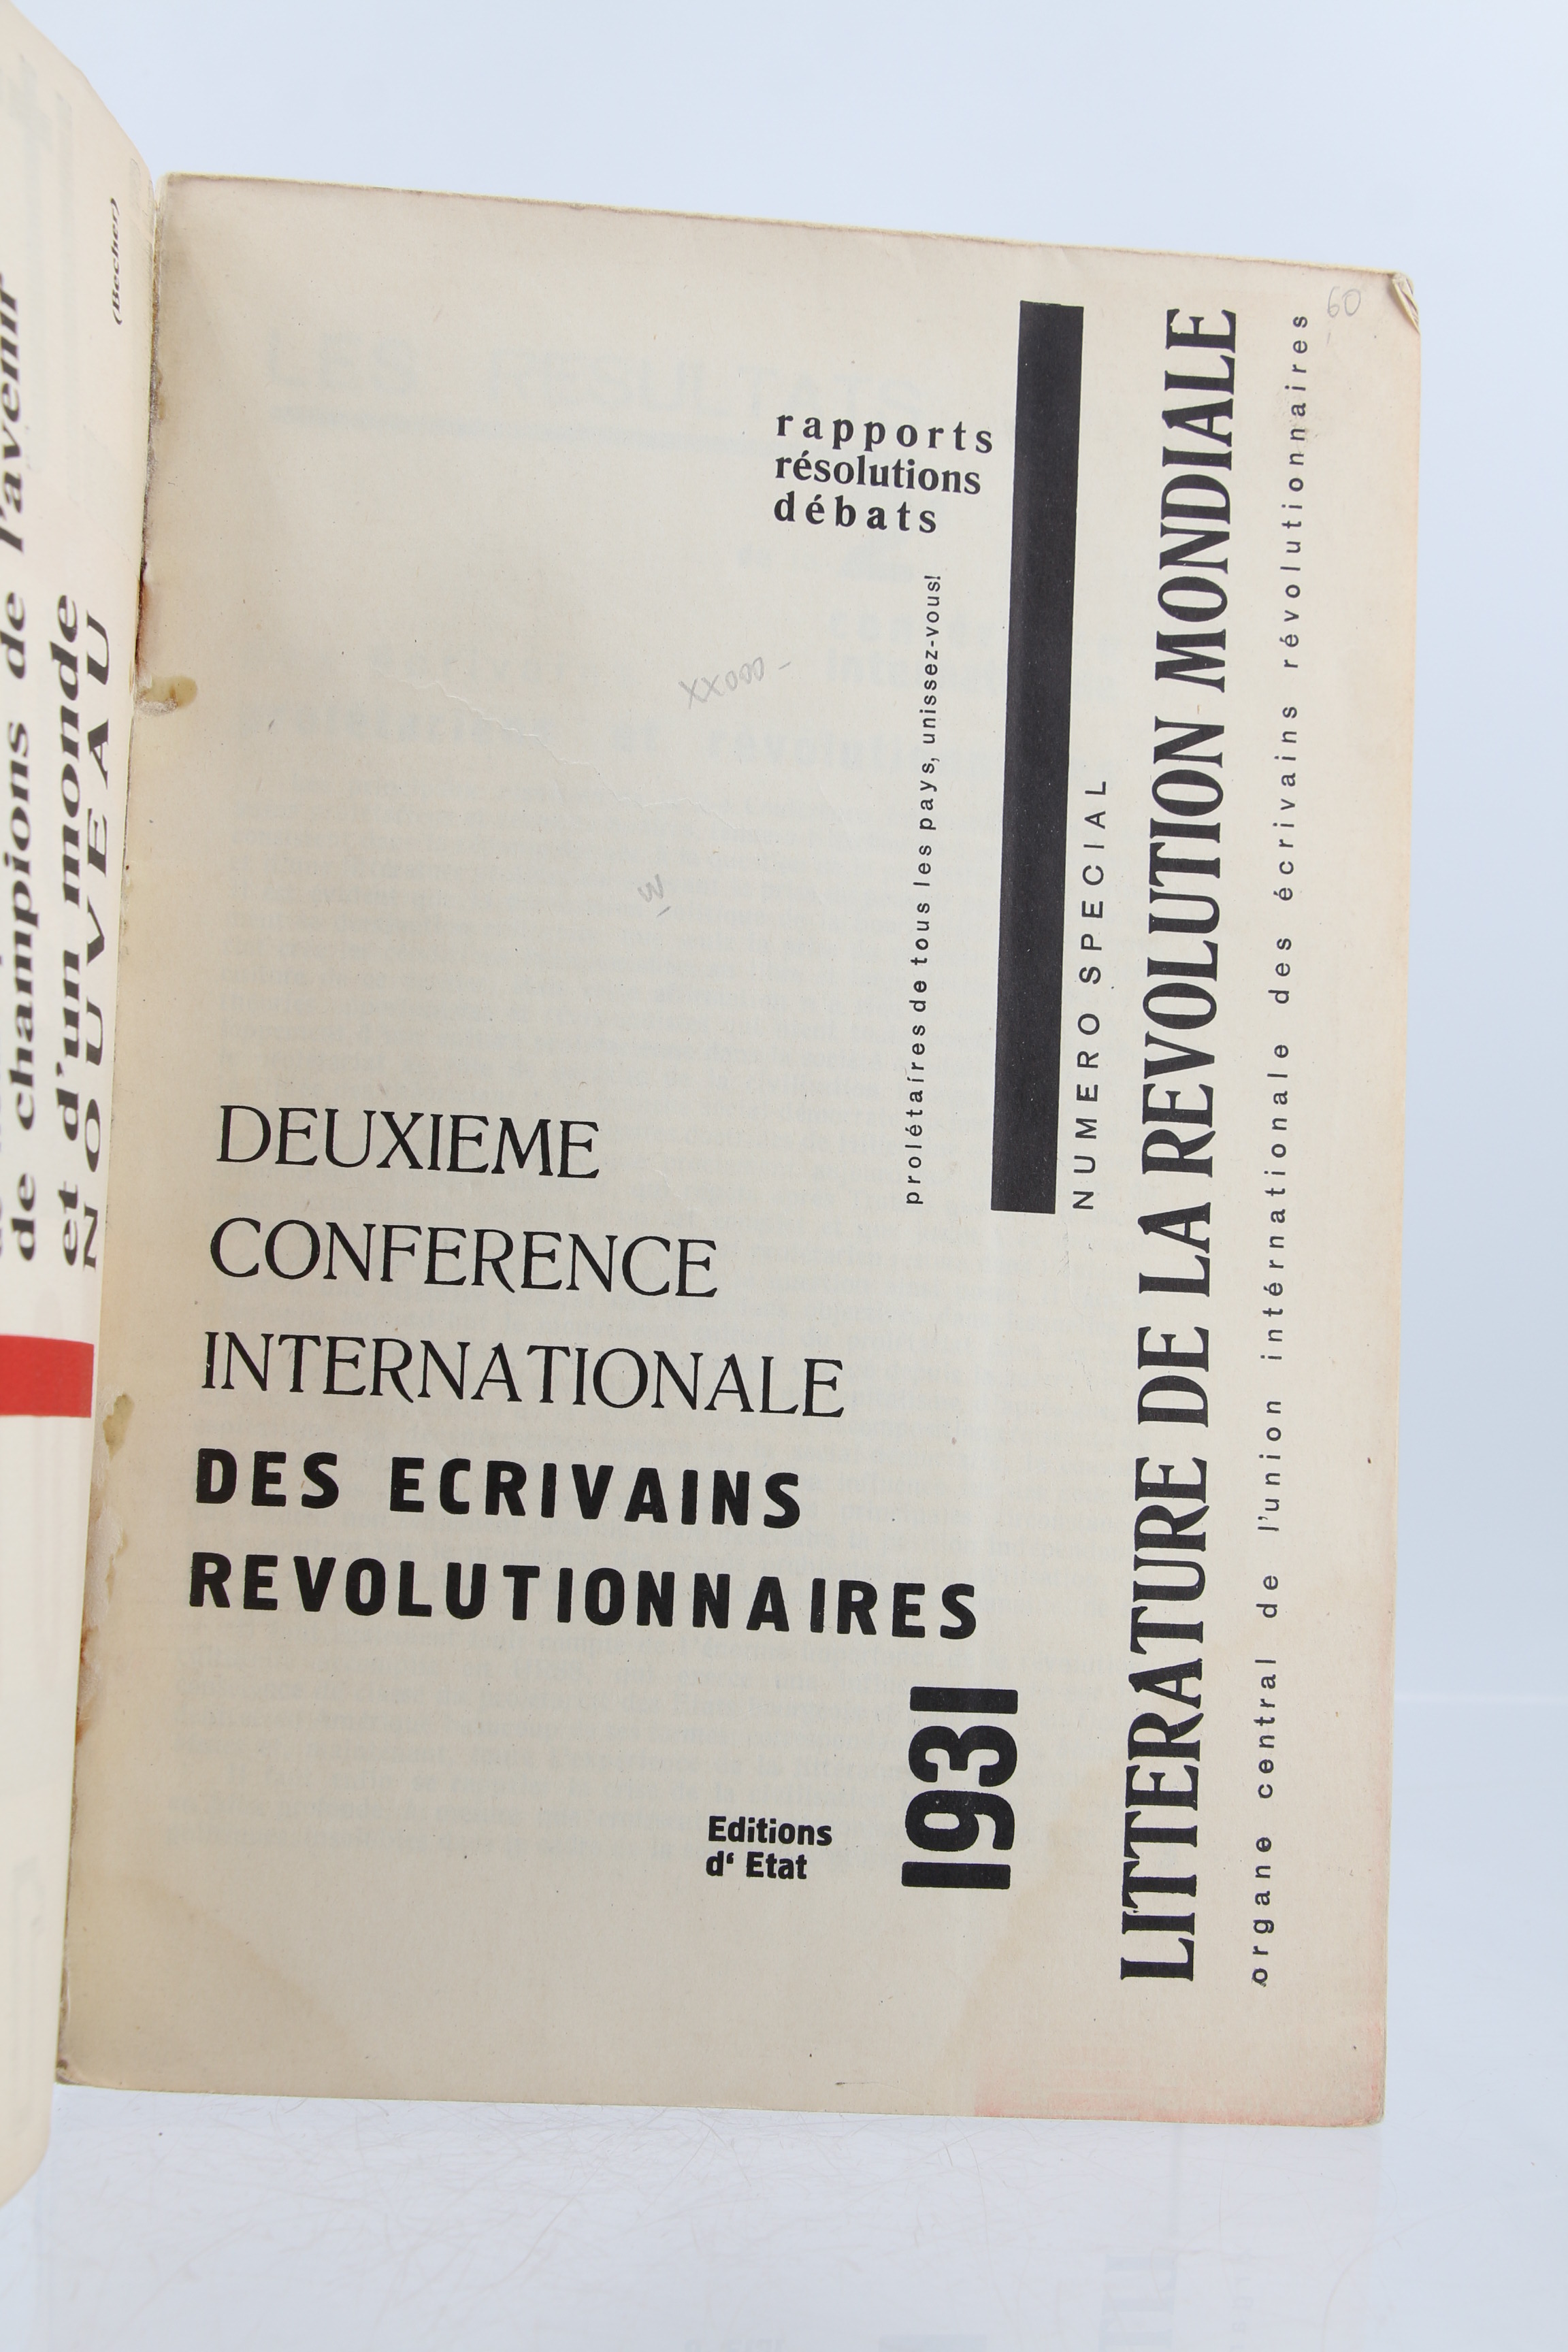 (Becher)
de champions de l'avenir
et d'un monde
NOUVEAU
60
rapports
résolutions
débats
prolétaires de tous les pays, unissez-vous!
NUMERO SPECIAL
LITTERATURE DE LA REVOLUTION MONDIALE
organe central de l'union intérnationale des écrivains révolutionnaires
DEUXIEME
CONFERENCE
INTERNATIONALE
DES ECRIVAINS
REVOLUTIONNAIRES
1931
Editions
d‘ Etat